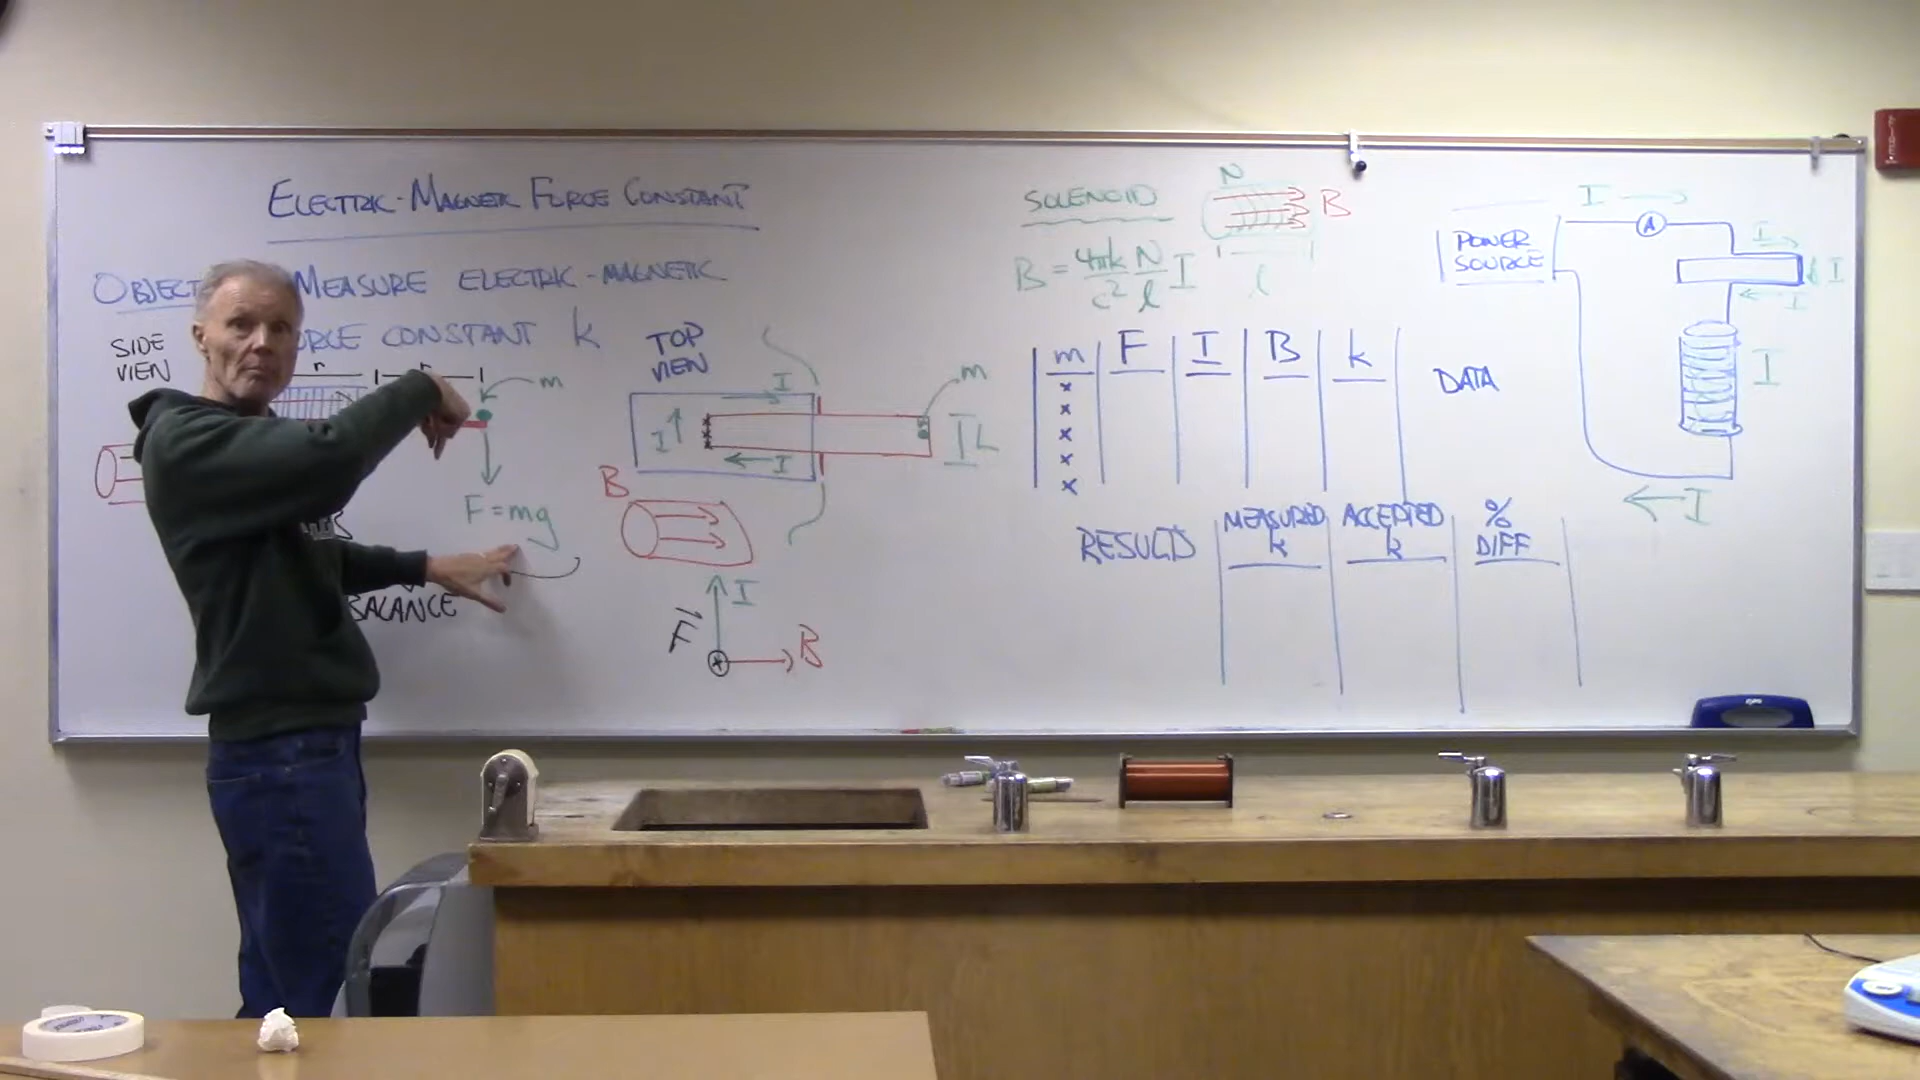 ELECTRIC-MAGNETIC FORCE CONSTANT
OBJECT MEASURE ELECTRIC-MAGNETIC
FORCE CONSTANT k
SIDE
VIEW
r
r
m
F=mg
BALANCE
TOP
VIEW
I
I
I
m
IL
B
I
F
B
SOLENOID
N
B
B = 4πk/c² N/l I
l
m F I B k
x
x
x
x
x
DATA
RESULTS
MEASURED k
ACCEPTED k
% DIFF
POWER
SOURCE
I
A
I
I
I
I
I